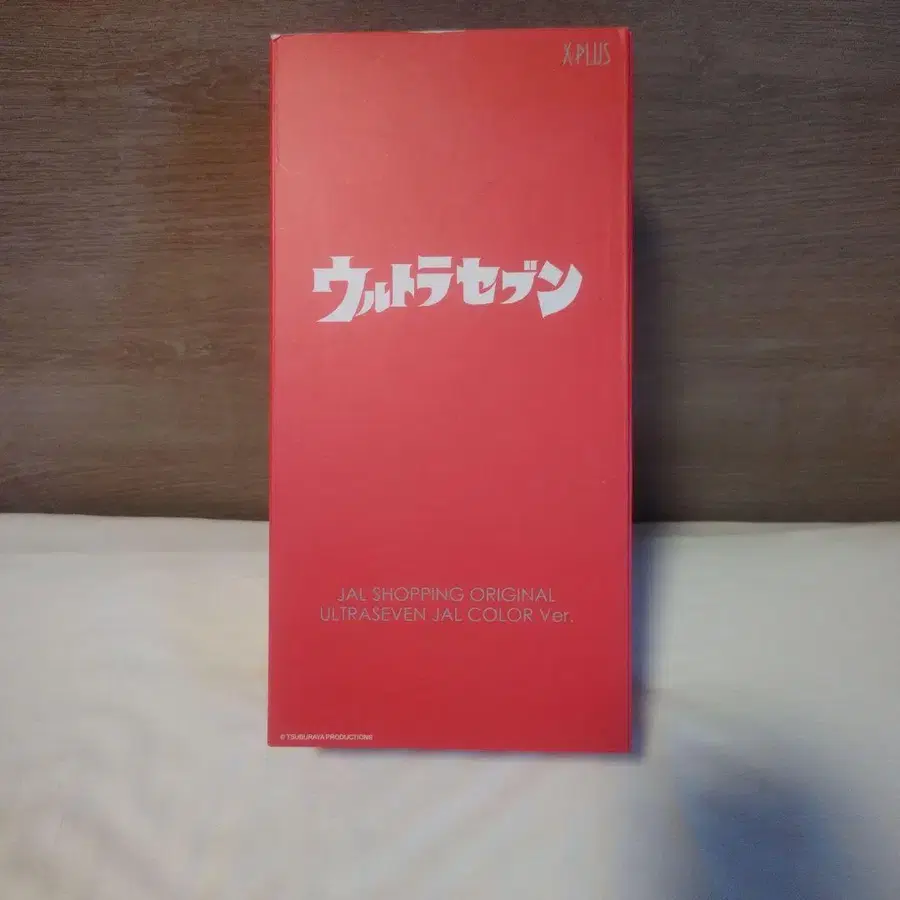 X-PLUS
ウルトラセブン
JAL SHOPPING ORIGINAL
ULTRASEVEN JAL COLOR Ver.
© TSUBURAYA PRODUCTIONS